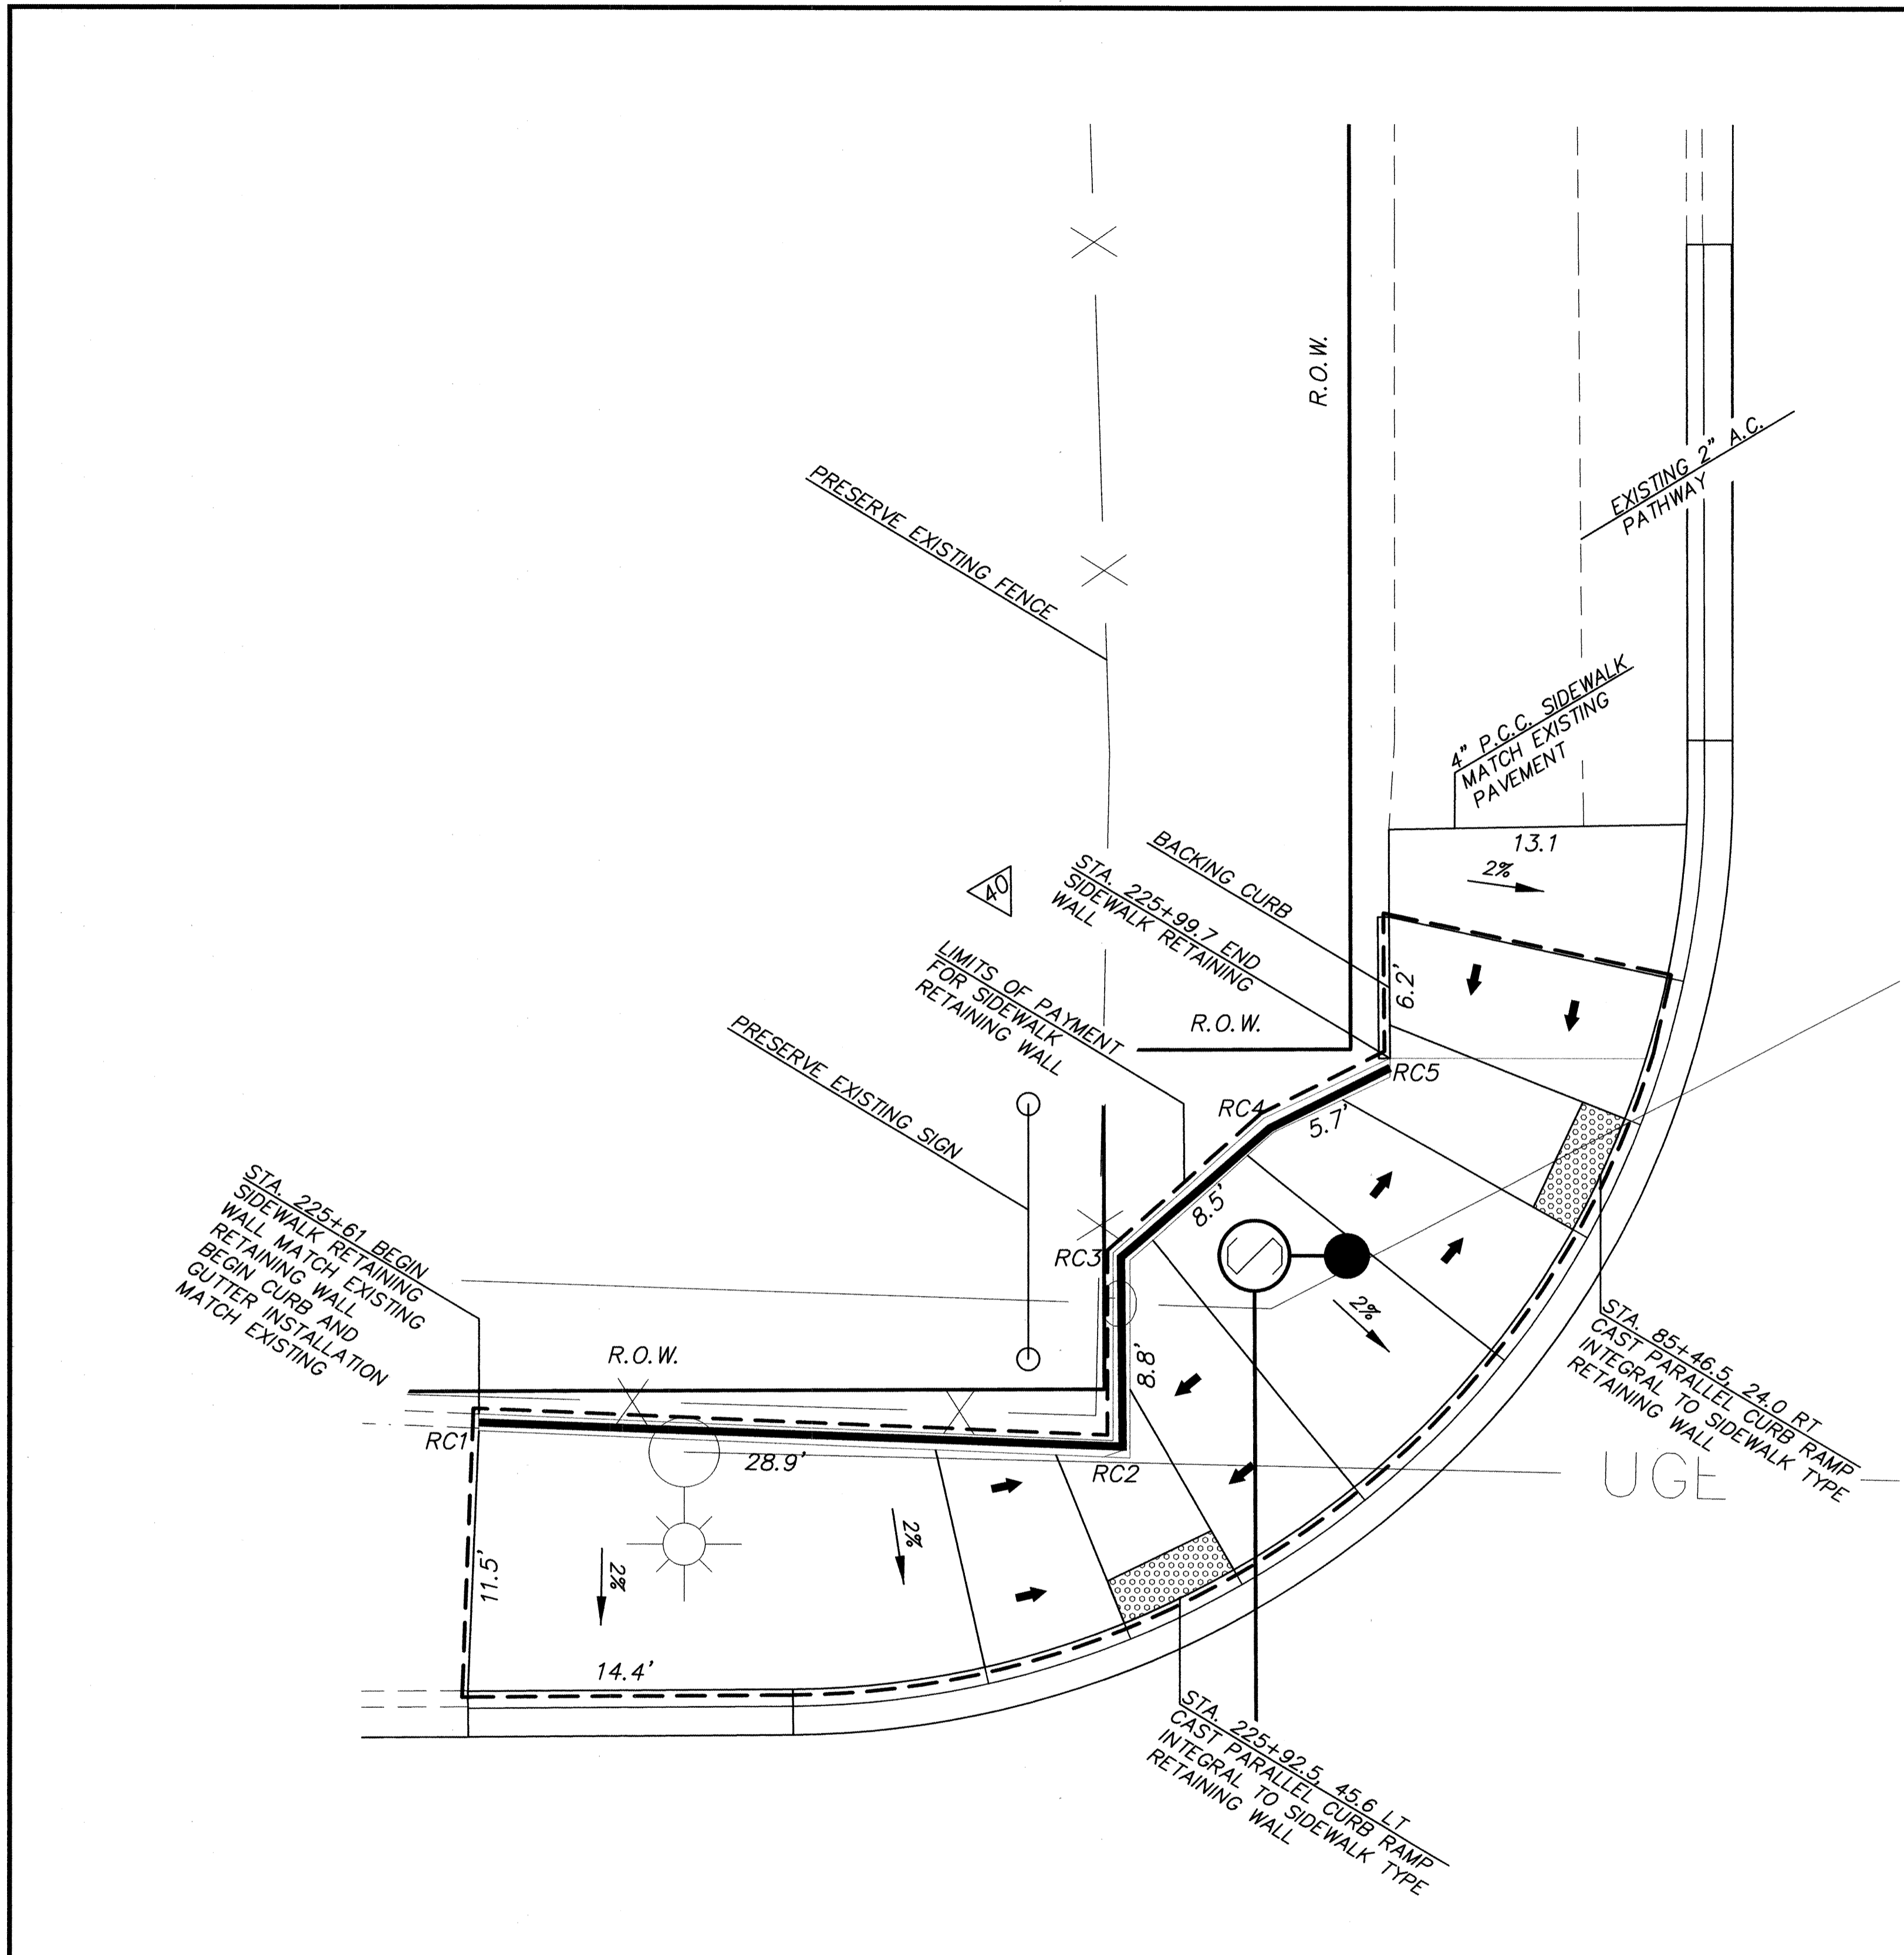 R.O.W.
EXISTING 2" A.C.
PATHWAY
PRESERVE EXISTING FENCE
4" P.C.C. SIDEWALK
MATCH EXISTING
PAVEMENT
13.1
2%
BACKING CURB
STA. 225+99.7 END
SIDEWALK RETAINING
WALL
40
LIMITS OF PAYMENT
FOR SIDEWALK
RETAINING WALL
6.2'
R.O.W.
PRESERVE EXISTING SIGN
RC5
RC4
5.7'
8.5'
RC3
STA. 225+61 BEGIN
SIDEWALK RETAINING
WALL MATCH EXISTING
RETAINING WALL
BEGIN CURB AND
GUTTER INSTALLATION
MATCH EXISTING
2%
8.8'
R.O.W.
STA. 85+46.5, 24.0 RT
CAST PARALLEL CURB RAMP
INTEGRAL TO SIDEWALK TYPE
RETAINING WALL
RC1
28.9'
RC2
UGE
2%
2%
11.5'
14.4'
STA. 225+92.5, 45.6 LT
CAST PARALLEL CURB RAMP
INTEGRAL TO SIDEWALK TYPE
RETAINING WALL